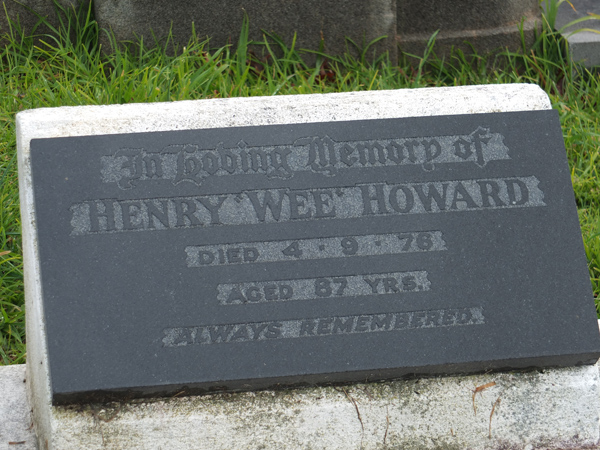 In Loving Memory of
HENRY 'WEE' HOWARD
DIED 4 · 9 · 76
AGED 87 YRS.
ALWAYS REMEMBERED.